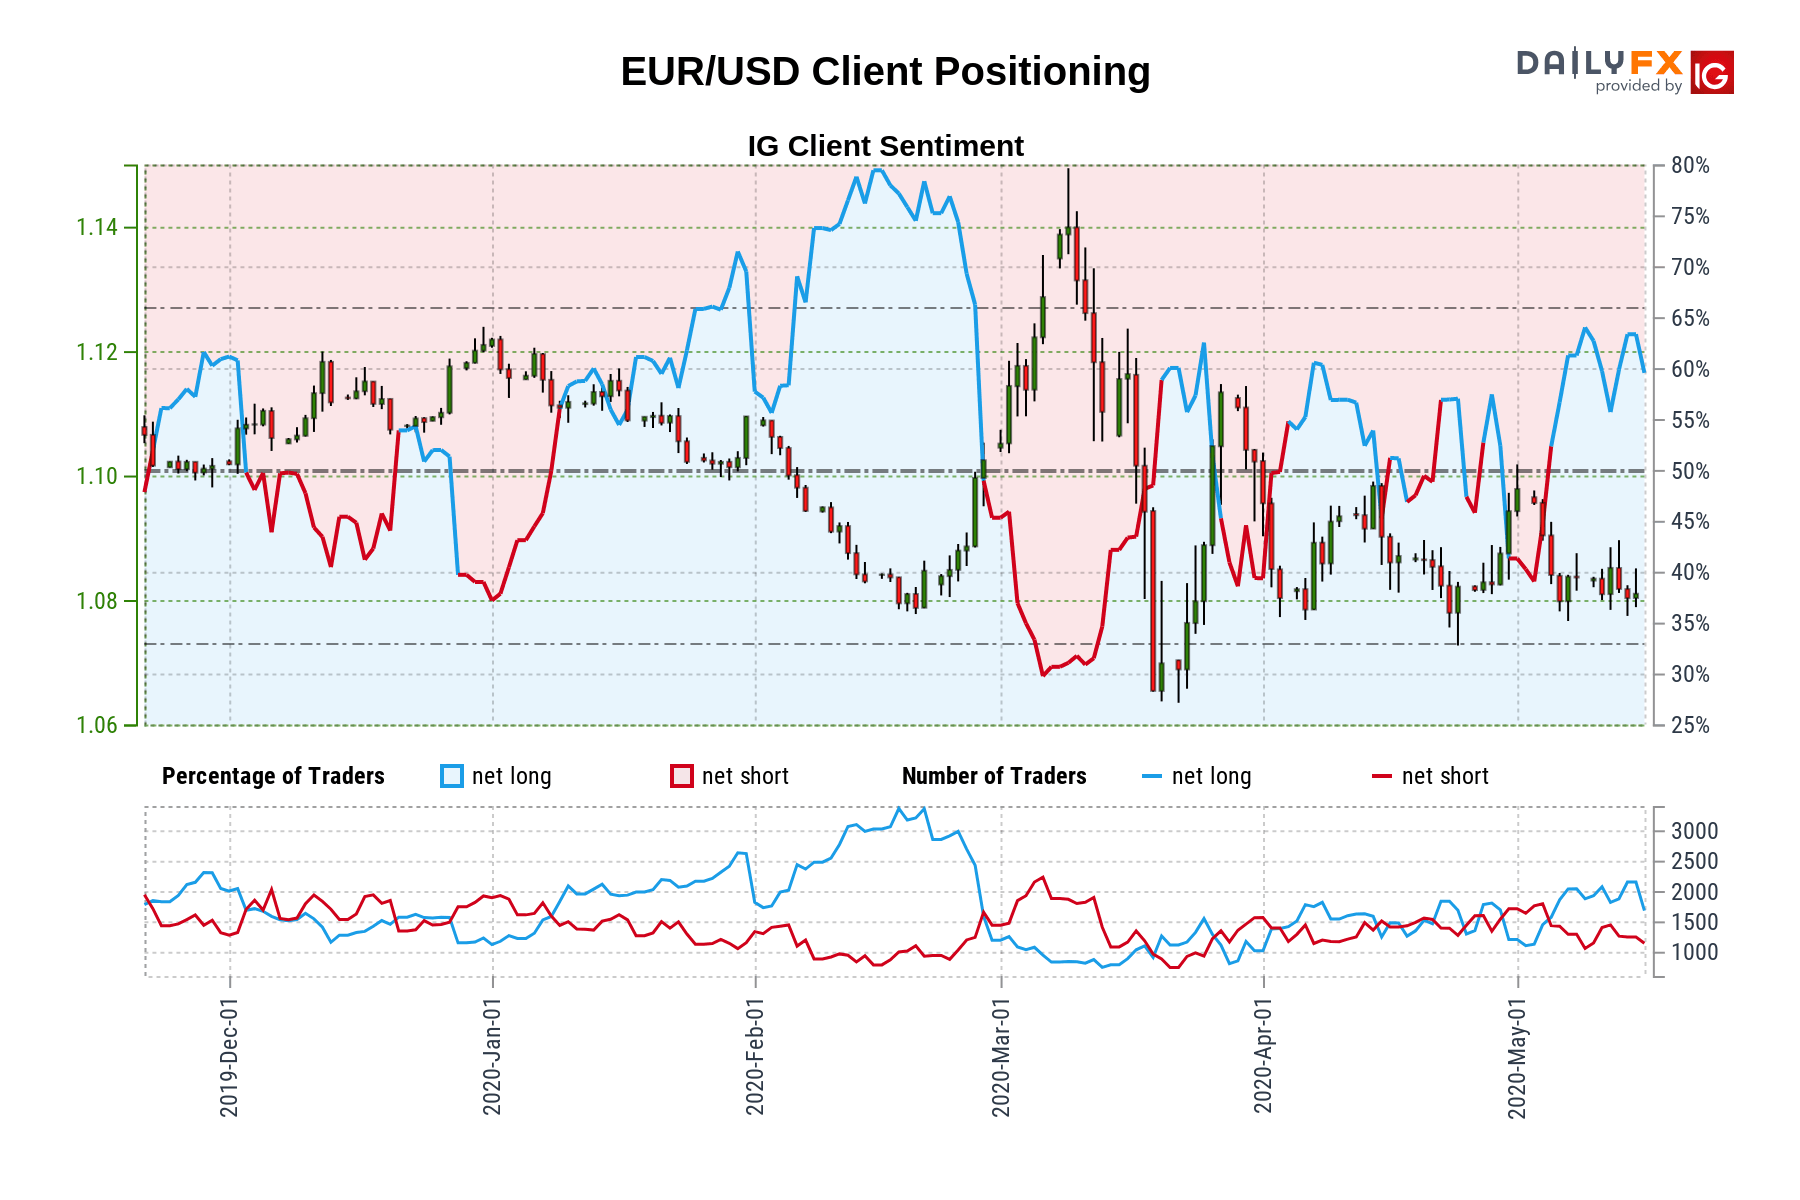 EUR/USD Client Positioning
DAILYFX
provided by
IG
IG Client Sentiment
1.14
1.12
1.10
1.08
1.06
80%
75%
70%
65%
60%
55%
50%
45%
40%
35%
30%
25%
Percentage of Traders net long net short Number of Traders net long net short
3000
2500
2000
1500
1000
2019-Dec-01
2020-Jan-01
2020-Feb-01
2020-Mar-01
2020-Apr-01
2020-May-01